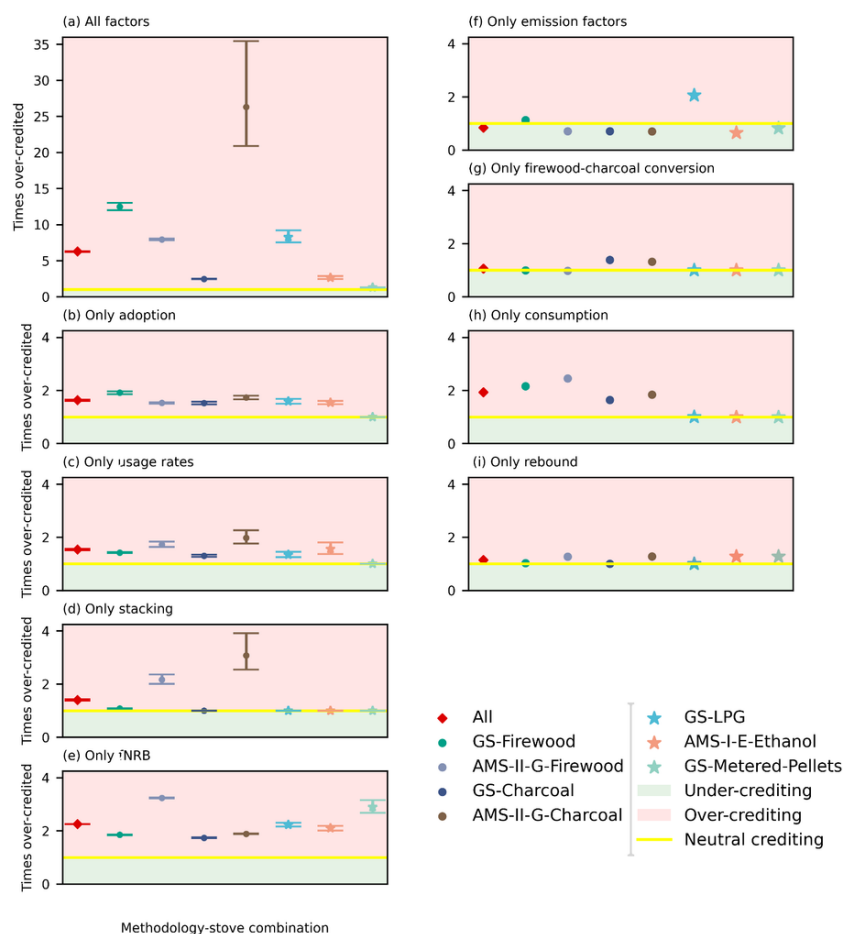 (a) All factors
35
30
25
20
15
10
5
0
Times over-credited
(b) Only adoption
4
2
0
Times over-credited
(c) Only usage rates
4
2
0
Times over-credited
(d) Only stacking
4
2
0
Times over-credited
(e) Only fNRB
4
2
0
Times over-credited
Methodology-stove combination
(f) Only emission factors
4
2
0
(g) Only firewood-charcoal conversion
4
2
0
(h) Only consumption
4
2
0
(i) Only rebound
4
2
0
All
GS-Firewood
AMS-II-G-Firewood
GS-Charcoal
AMS-II-G-Charcoal
GS-LPG
AMS-I-E-Ethanol
GS-Metered-Pellets
Under-crediting
Over-crediting
Neutral crediting